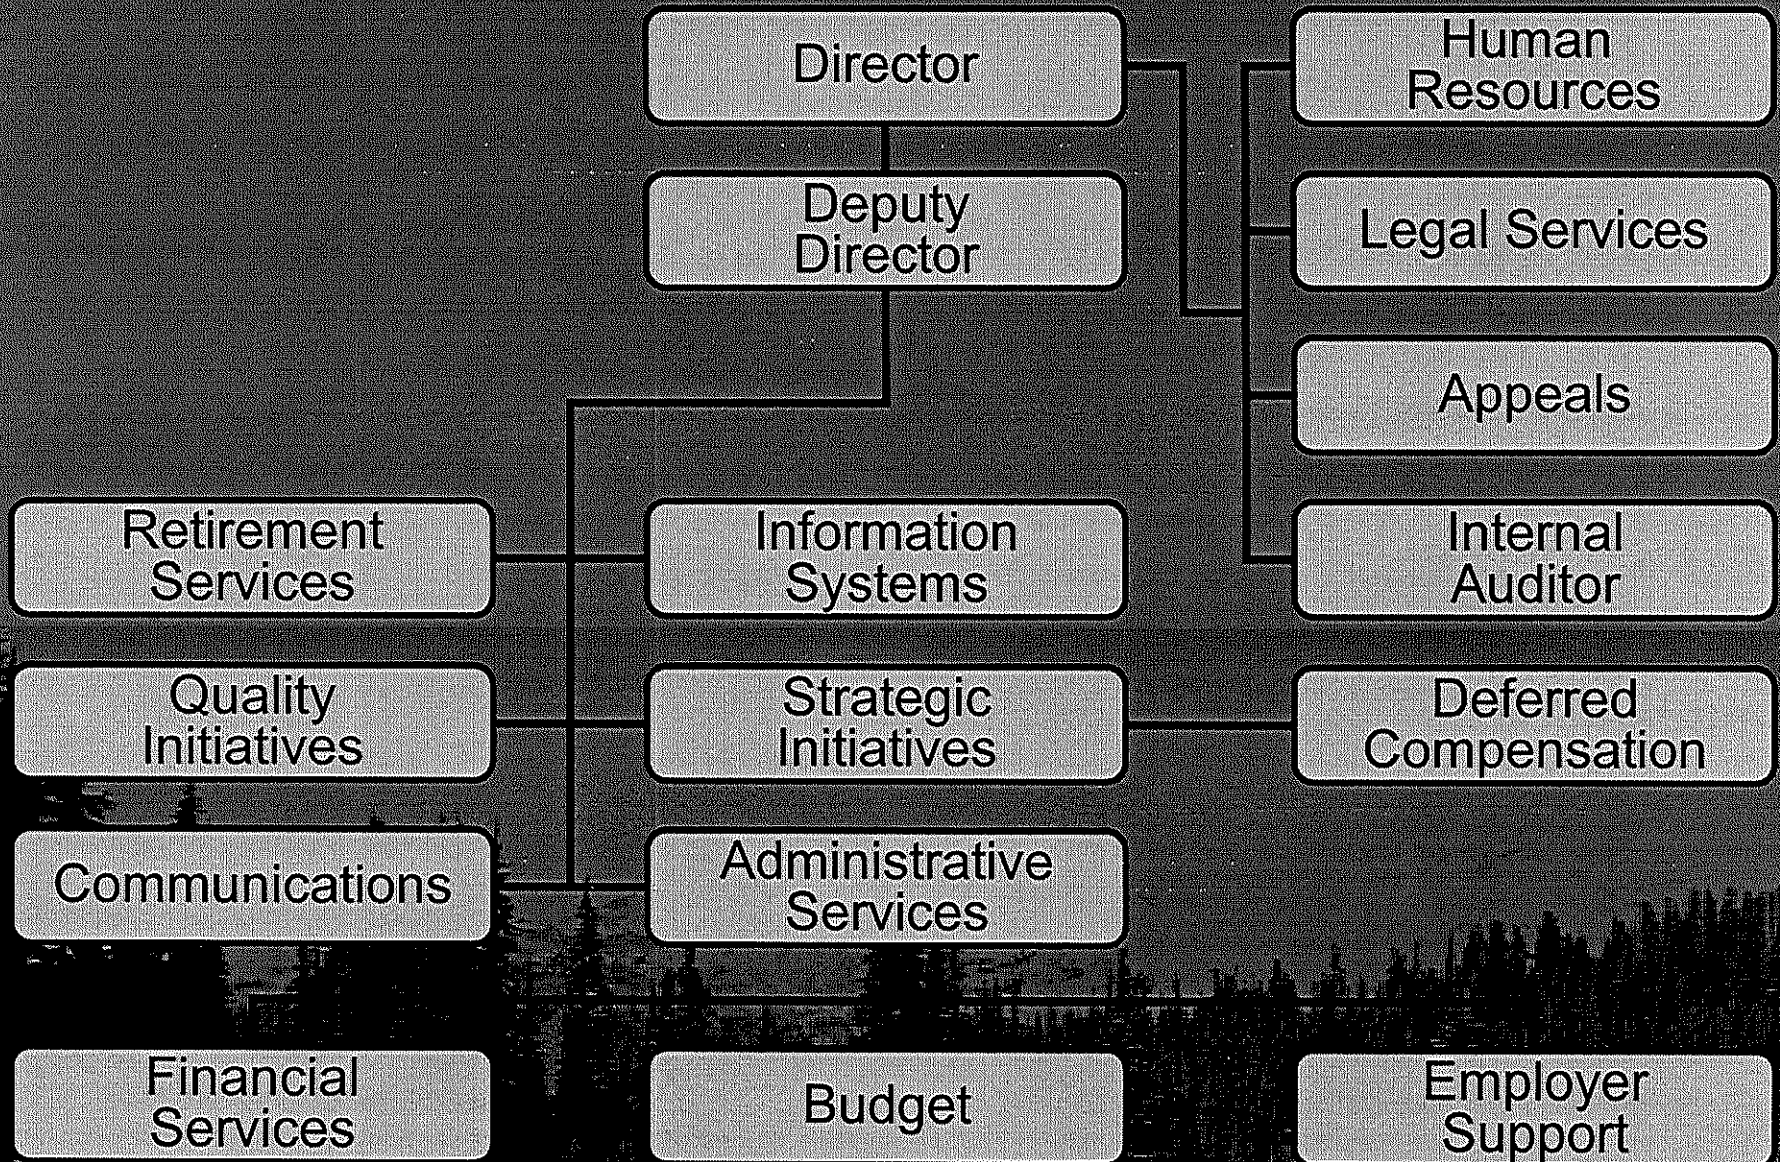 Director
Human
Resources
Deputy
Director
Legal Services
Appeals
Retirement
Services
Information
Systems
Internal
Auditor
Quality
Initiatives
Strategic
Initiatives
Deferred
Compensation
Communications
Administrative
Services
Financial
Services
Budget
Employer
Support